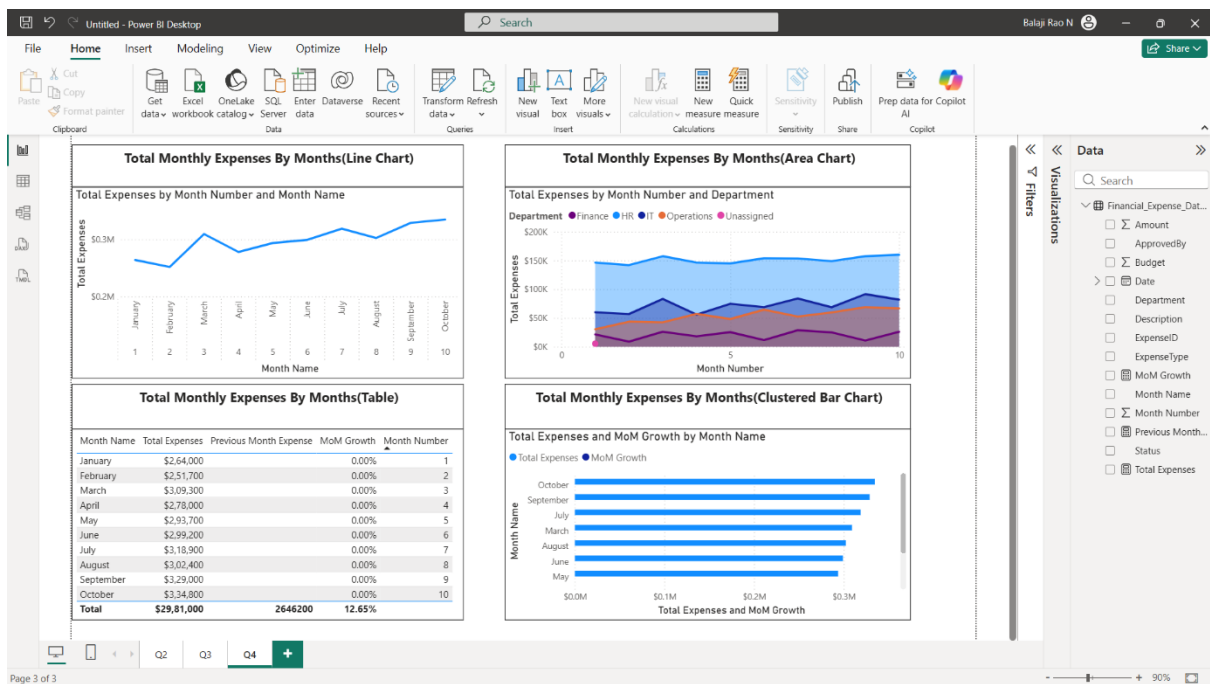 Untitled - Power BI Desktop
Search
Balaji Rao N
File Home Insert Modeling View Optimize Help
Share
Paste
Cut
Copy
Format painter
Clipboard
Get data
Excel workbook
OneLake catalog
SQL Server
Enter data
Dataverse
Recent sources
Data
Transform data
Refresh
Queries
New visual
Text box
More visuals
Insert
New visual calculation
New measure
Quick measure
Calculations
Sensitivity
Sensitivity
Publish
Share
Prep data for AI
Copilot
Copilot
Total Monthly Expenses By Months(Line Chart)
Total Expenses by Month Number and Month Name
Total Expenses
$0.3M
$0.2M
January February March April May June July August September October
1 2 3 4 5 6 7 8 9 10
Month Name
Total Monthly Expenses By Months(Area Chart)
Total Expenses by Month Number and Department
Department Finance HR IT Operations Unassigned
Total Expenses
$200K
$150K
$100K
$50K
$0K
0 5 10
Month Number
Total Monthly Expenses By Months(Table)
Month Name Total Expenses Previous Month Expense MoM Growth Month Number
January $2,64,000 0.00% 1
February $2,51,700 0.00% 2
March $3,09,300 0.00% 3
April $2,78,000 0.00% 4
May $2,93,700 0.00% 5
June $2,99,200 0.00% 6
July $3,18,900 0.00% 7
August $3,02,400 0.00% 8
September $3,29,000 0.00% 9
October $3,34,800 0.00% 10
Total $29,81,000 2646200 12.65%
Total Monthly Expenses By Months(Clustered Bar Chart)
Total Expenses and MoM Growth by Month Name
Total Expenses MoM Growth
Month Name
October
September
July
March
August
June
May
$0.0M $0.1M $0.2M $0.3M
Total Expenses and MoM Growth
Filters
Visualizations
Data
Search
Financial_Expense_Dat...
Amount
ApprovedBy
Budget
Date
Department
Description
ExpenseID
ExpenseType
MoM Growth
Month Name
Month Number
Previous Month...
Status
Total Expenses
Q2 Q3 Q4
Page 3 of 3
90%